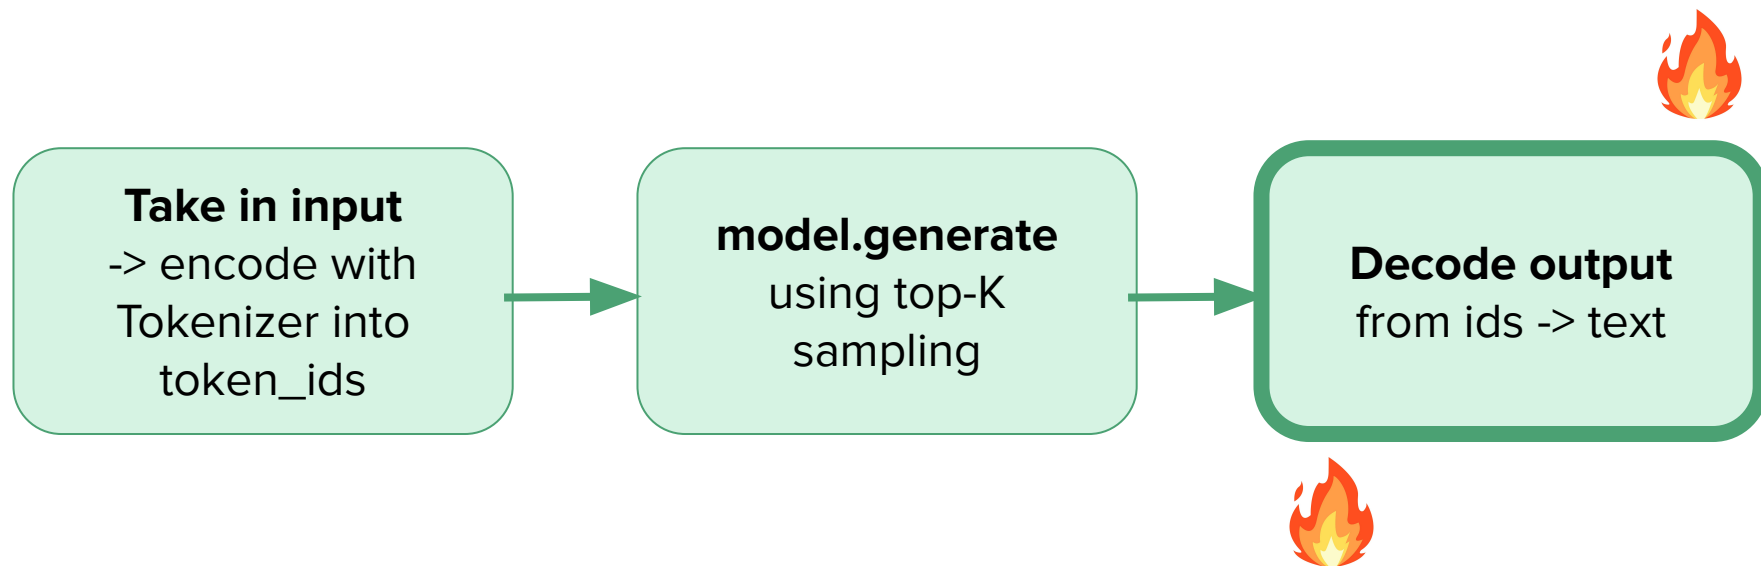 Take in input
-> encode with
Tokenizer into
token_ids
model.generate
using top-K
sampling
Decode output
from ids -> text